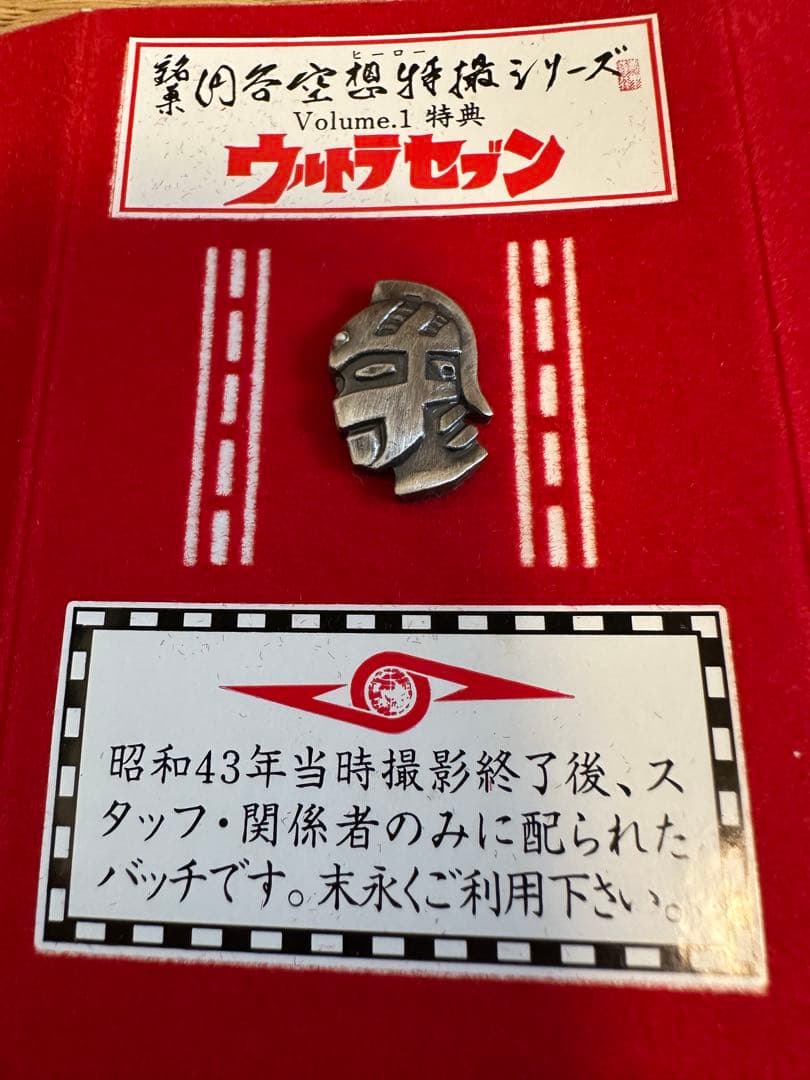 銘菓円谷空想特撮シリーズ
ヒーロー
Volume.1 特典
ウルトラセブン
昭和43年当時撮影終了後、ス
タッフ・関係者のみに配られた
バッチです。末永くご利用下さい。